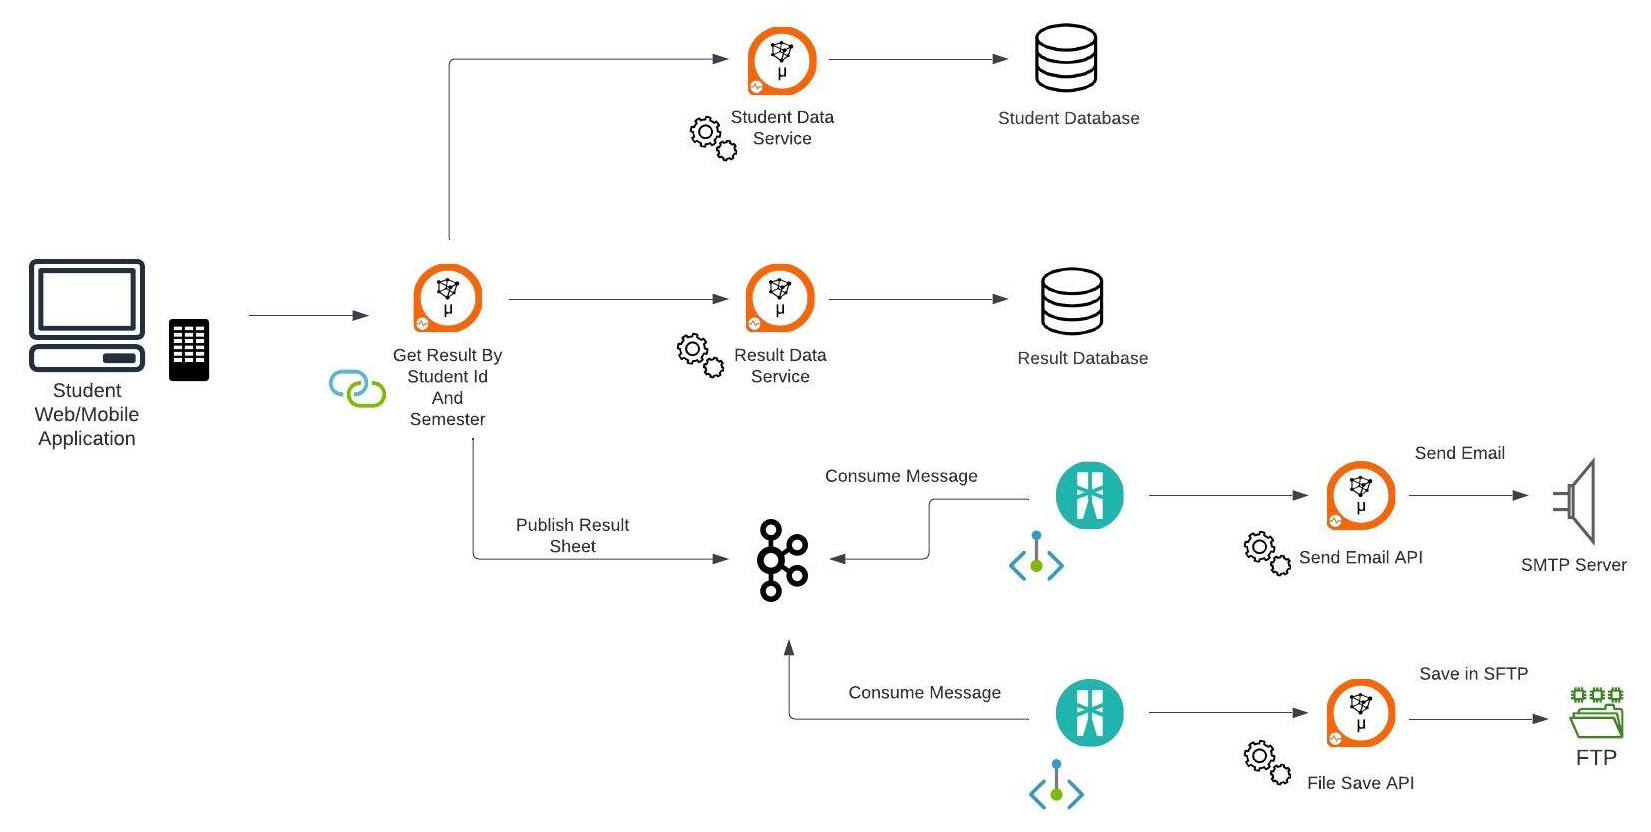 Student Data
Service
Student Database
Student
Web/Mobile
Application
Get Result By
Student Id
And
Semester
Result Data
Service
Result Database
Publish Result
Sheet
Consume Message
Send Email API
Send Email
SMTP Server
Consume Message
File Save API
Save in SFTP
FTP
µ
µ
µ
µ
µ